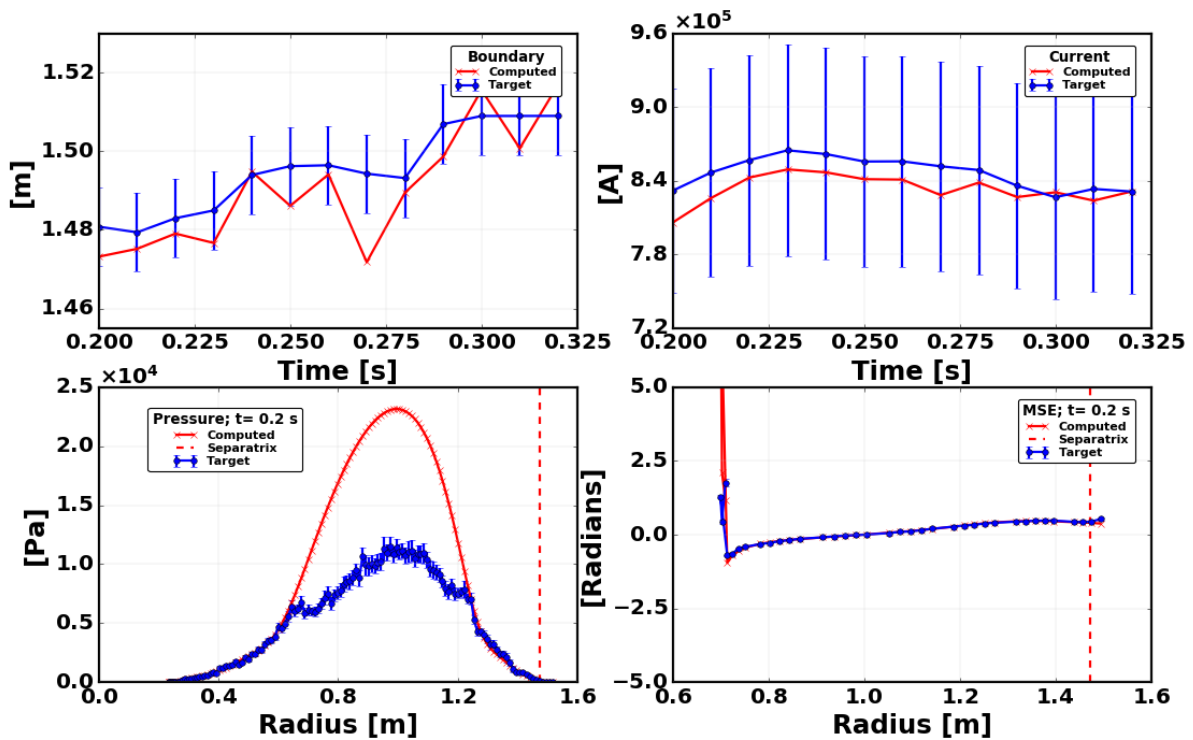 Boundary
Computed
Target
[m]
1.52
1.50
1.48
1.46
0.200 0.225 0.250 0.275 0.300 0.325
Time [s]
×10⁵
Current
Computed
Target
[A]
9.6
9.0
8.4
7.8
7.2
0.200 0.225 0.250 0.275 0.300 0.325
Time [s]
×10⁴
Pressure; t= 0.2 s
Computed
Separatrix
Target
[Pa]
2.5
2.0
1.5
1.0
0.5
0.0
0.0 0.4 0.8 1.2 1.6
Radius [m]
MSE; t= 0.2 s
Computed
Separatrix
Target
[Radians]
5.0
2.5
0.0
−2.5
−5.0
0.6 0.8 1.0 1.2 1.4 1.6
Radius [m]